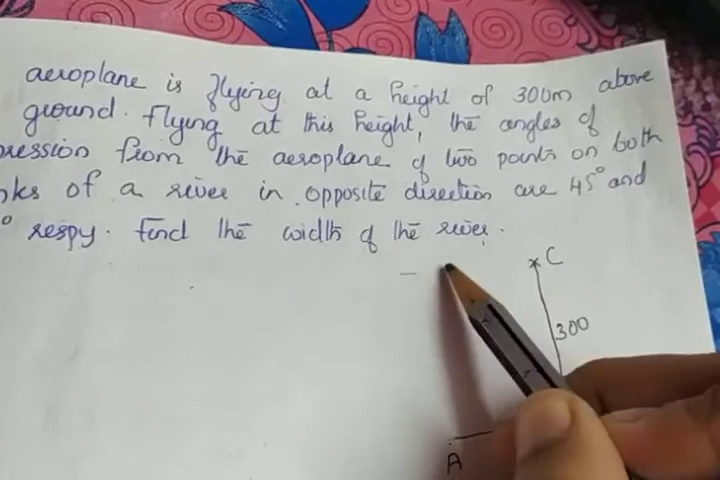 aeroplane is flying at a height of 300m above
ground. flying at this height, the angles of
pression from the aeroplane of two points on both
nks of a river in opposite direction are 45° and
° respy. find the width of the river.
C
300
A